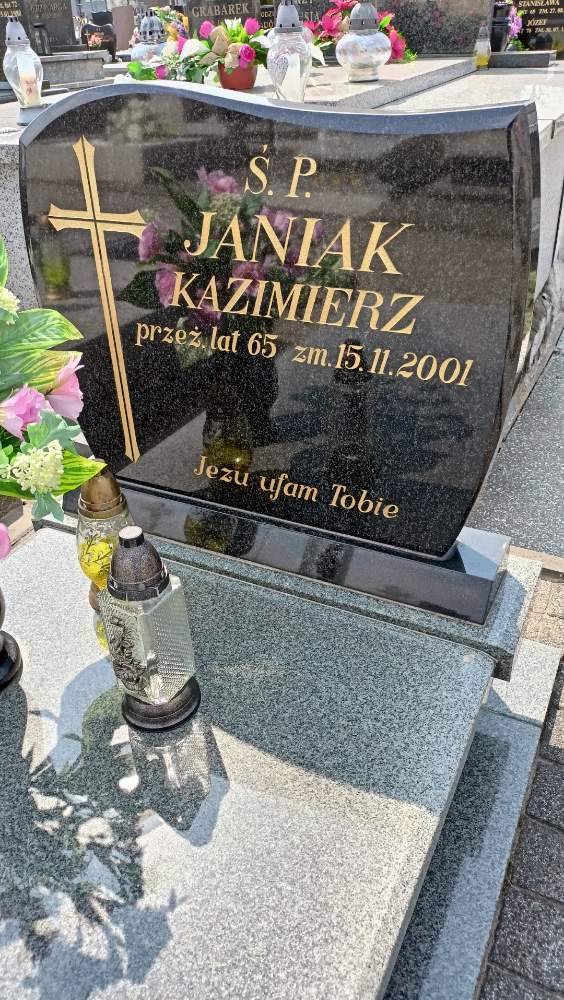 GRABAREK
STANISŁAWA
JÓZEF
Ś. P.
JANIAK
KAZIMIERZ
przeż. lat 65 zm. 15.11.2001
Jezu ufam Tobie